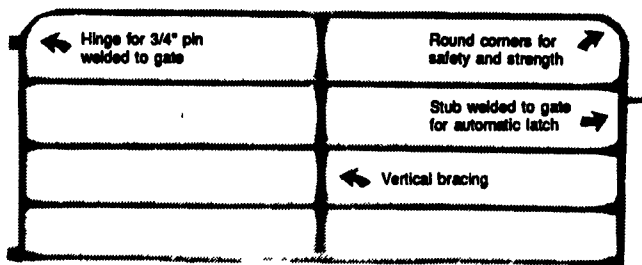 Hinge for 3/4" pin
welded to gate
Round corners for
safety and strength
Stub welded to gate
for automatic latch
Vertical bracing